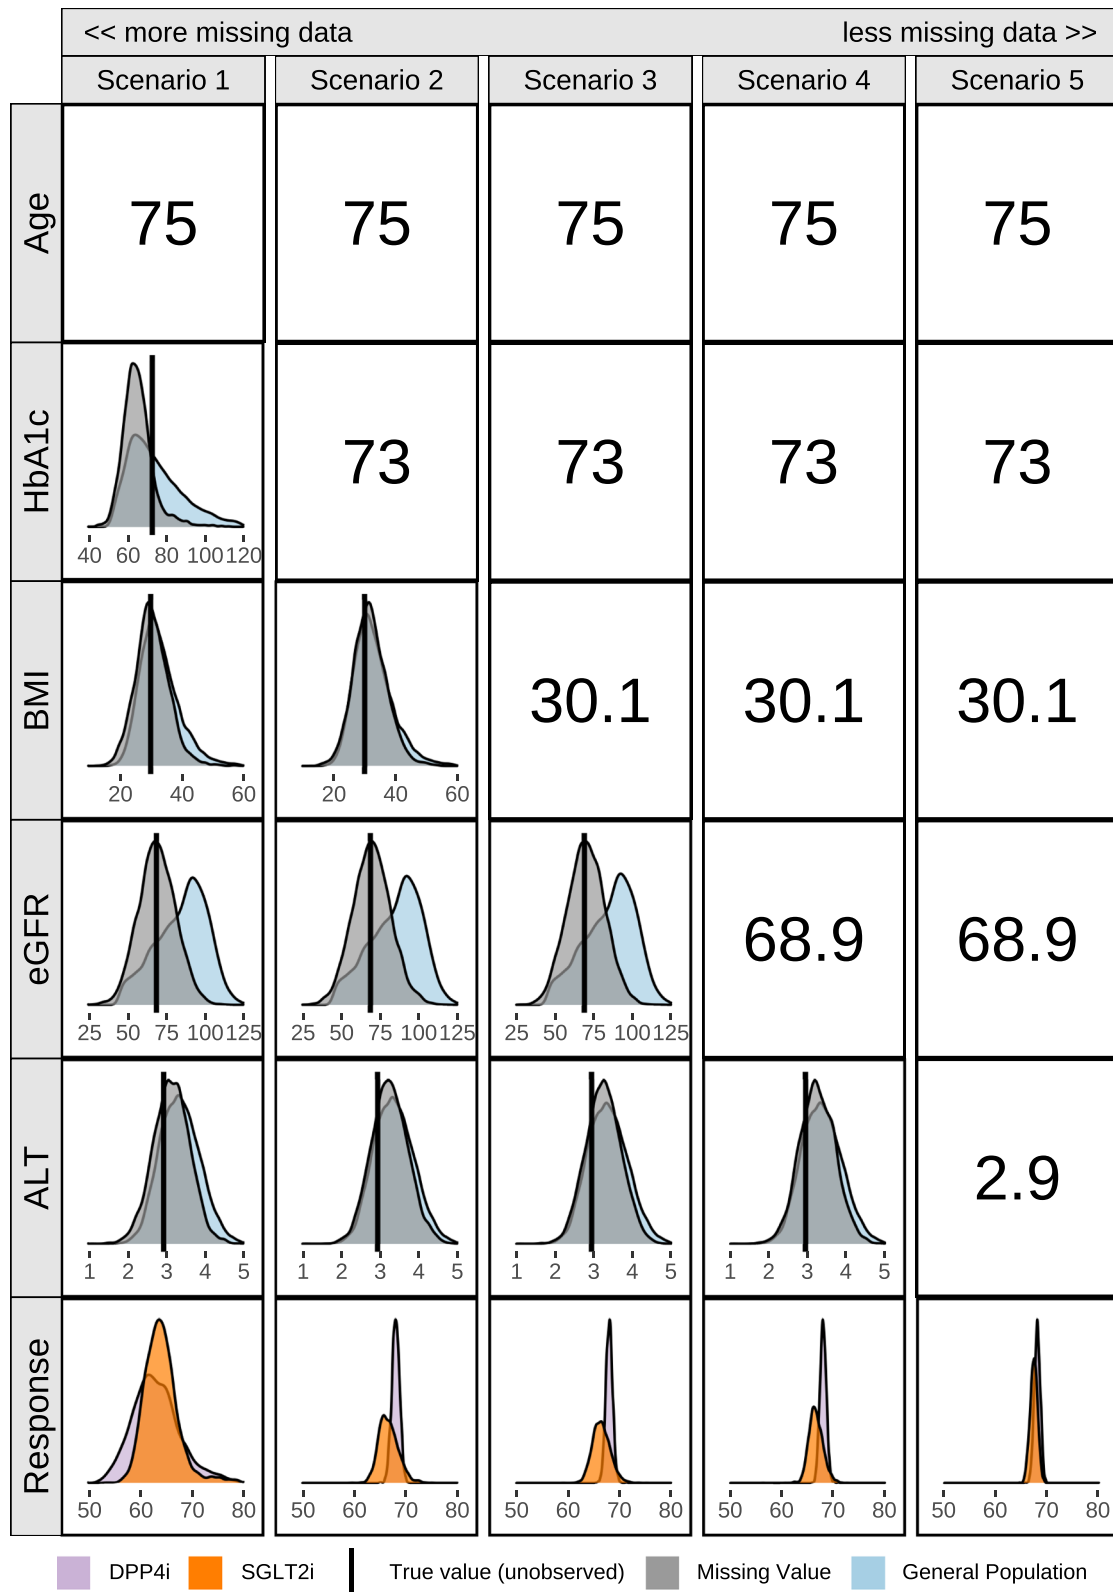 << more missing data less missing data >>
Scenario 1 Scenario 2 Scenario 3 Scenario 4 Scenario 5
Age 75 75 75 75 75
HbA1c 73 73 73 73
40 60 80 100 120
BMI 30.1 30.1 30.1
20 40 60 20 40 60
eGFR 68.9 68.9
25 50 75 100 125 25 50 75 100 125 25 50 75 100 125
ALT 2.9
1 2 3 4 5 1 2 3 4 5 1 2 3 4 5 1 2 3 4 5
Response
50 60 70 80 50 60 70 80 50 60 70 80 50 60 70 80 50 60 70 80
DPP4i SGLT2i True value (unobserved) Missing Value General Population